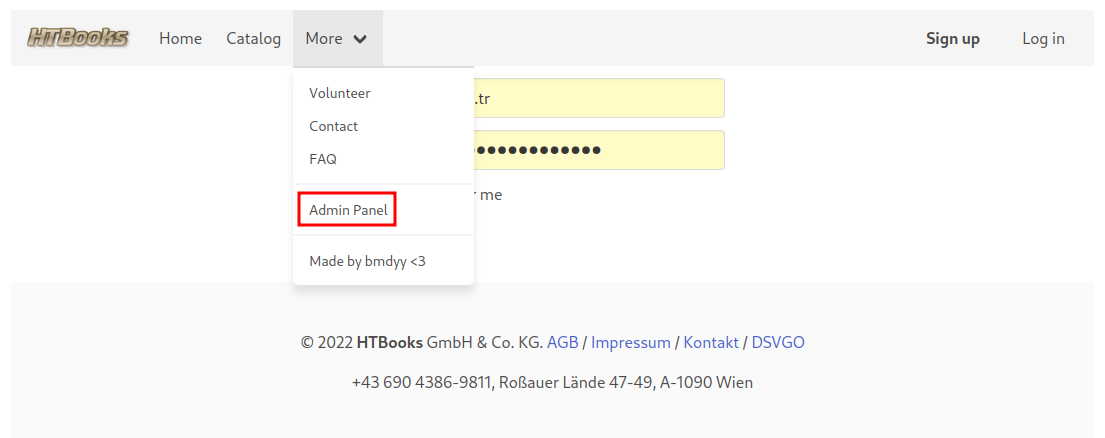 HTBooks Home Catalog More Sign up Log in
.tr
Volunteer
Contact
FAQ
me
Admin Panel
Made by bmdyy <3
© 2022 HTBooks GmbH & Co. KG. AGB / Impressum / Kontakt / DSVGO
+43 690 4386-9811, Roßauer Lände 47-49, A-1090 Wien